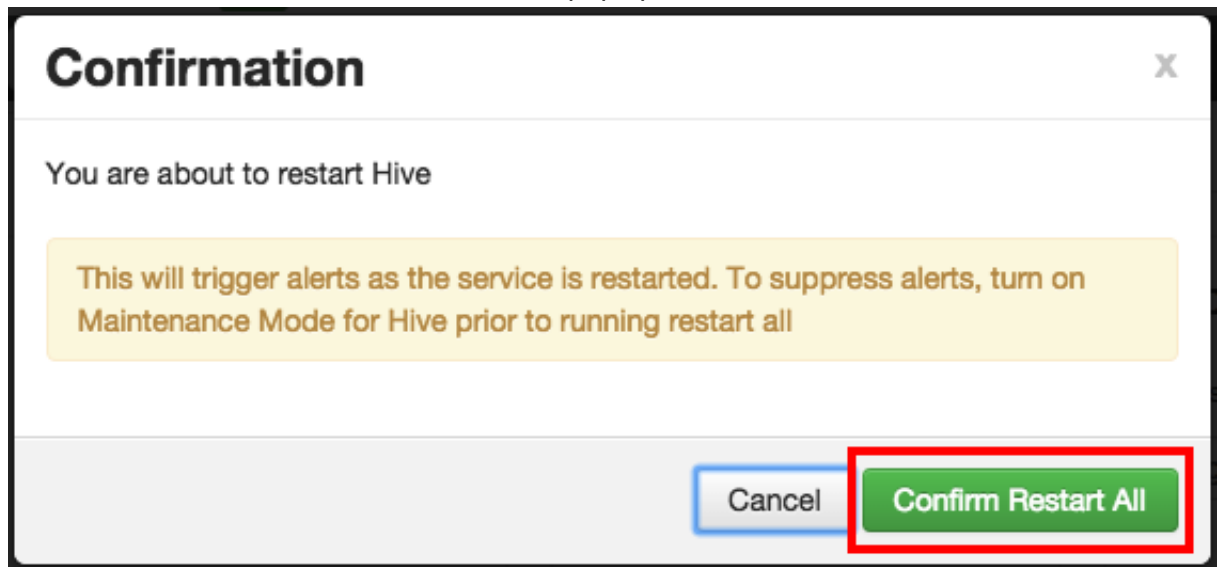 Confirmation
x
You are about to restart Hive
This will trigger alerts as the service is restarted. To suppress alerts, turn on
Maintenance Mode for Hive prior to running restart all
Cancel
Confirm Restart All